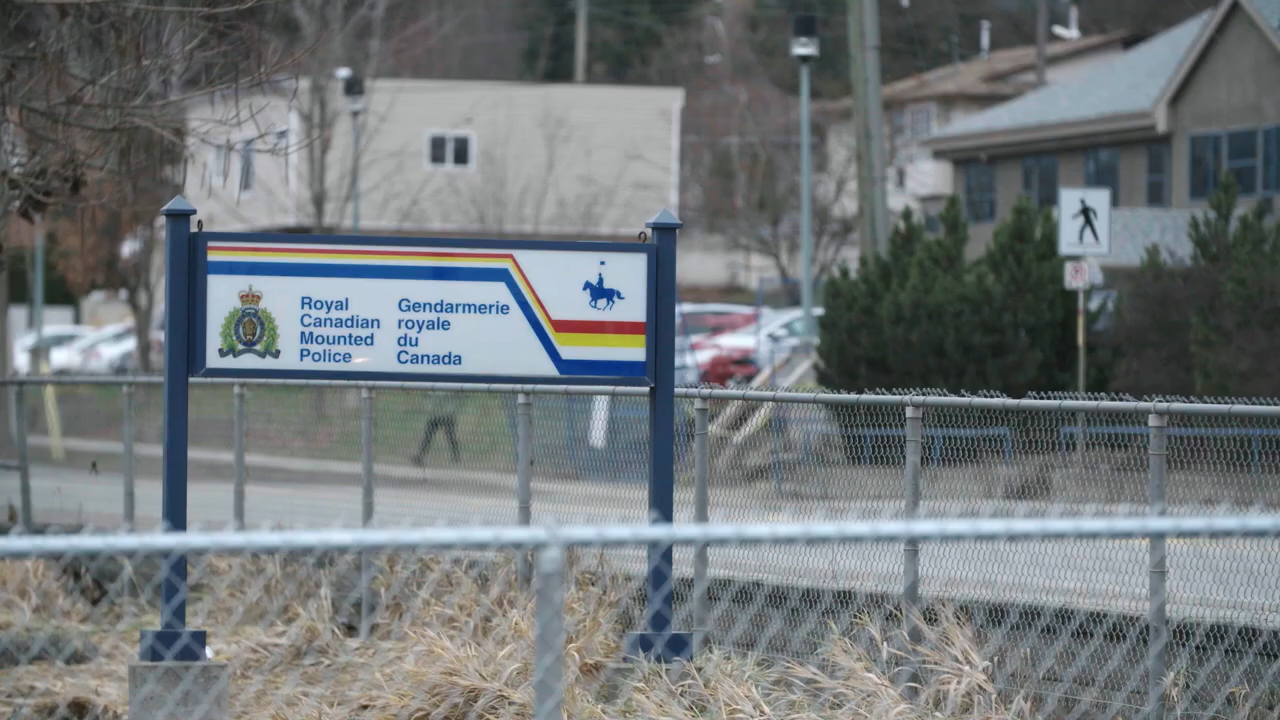 Royal
Canadian
Mounted
Police
Gendarmerie
royale
du
Canada